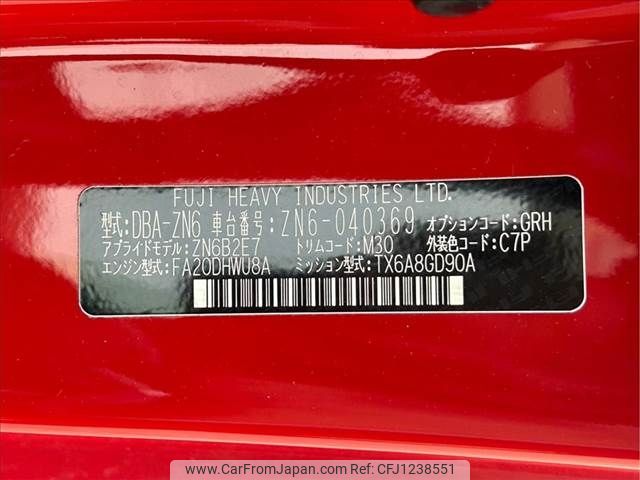 FUJI HEAVY INDUSTRIES LTD.
型式:DBA-ZN6 車台番号:ZN6-040369 オプションコード:GRH
アプライドモデル:ZN6B2E7 トリムコード:M30 外装色コード:C7P
エンジン型式:FA20DHWU8A ミッション型式:TX6A8GD90A
www.CarFromJapan.com - CarFromJapan ID: CFJ1238551